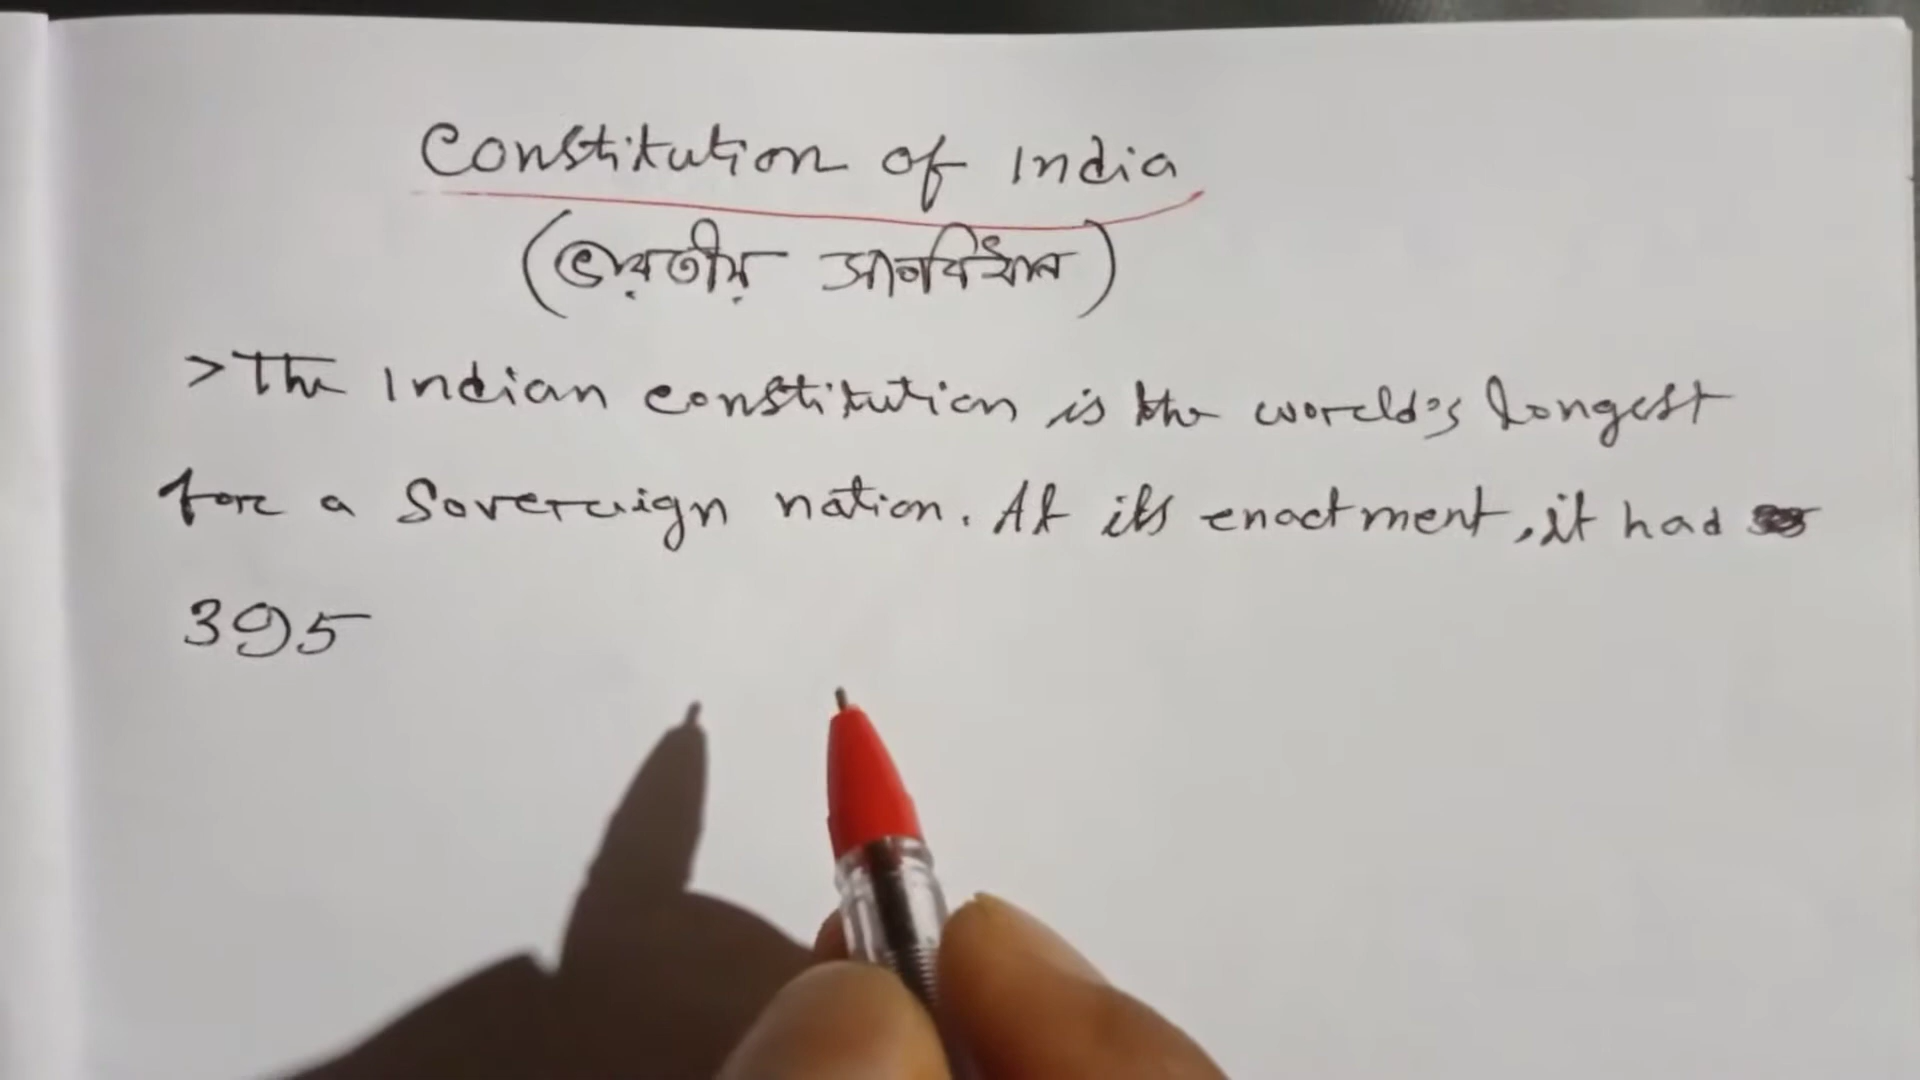 Constitution of India
(ভারতীয় সানবিধান)
>The Indian constitution is the world's longest
for a Sovereign nation. At its enactment, it had
395